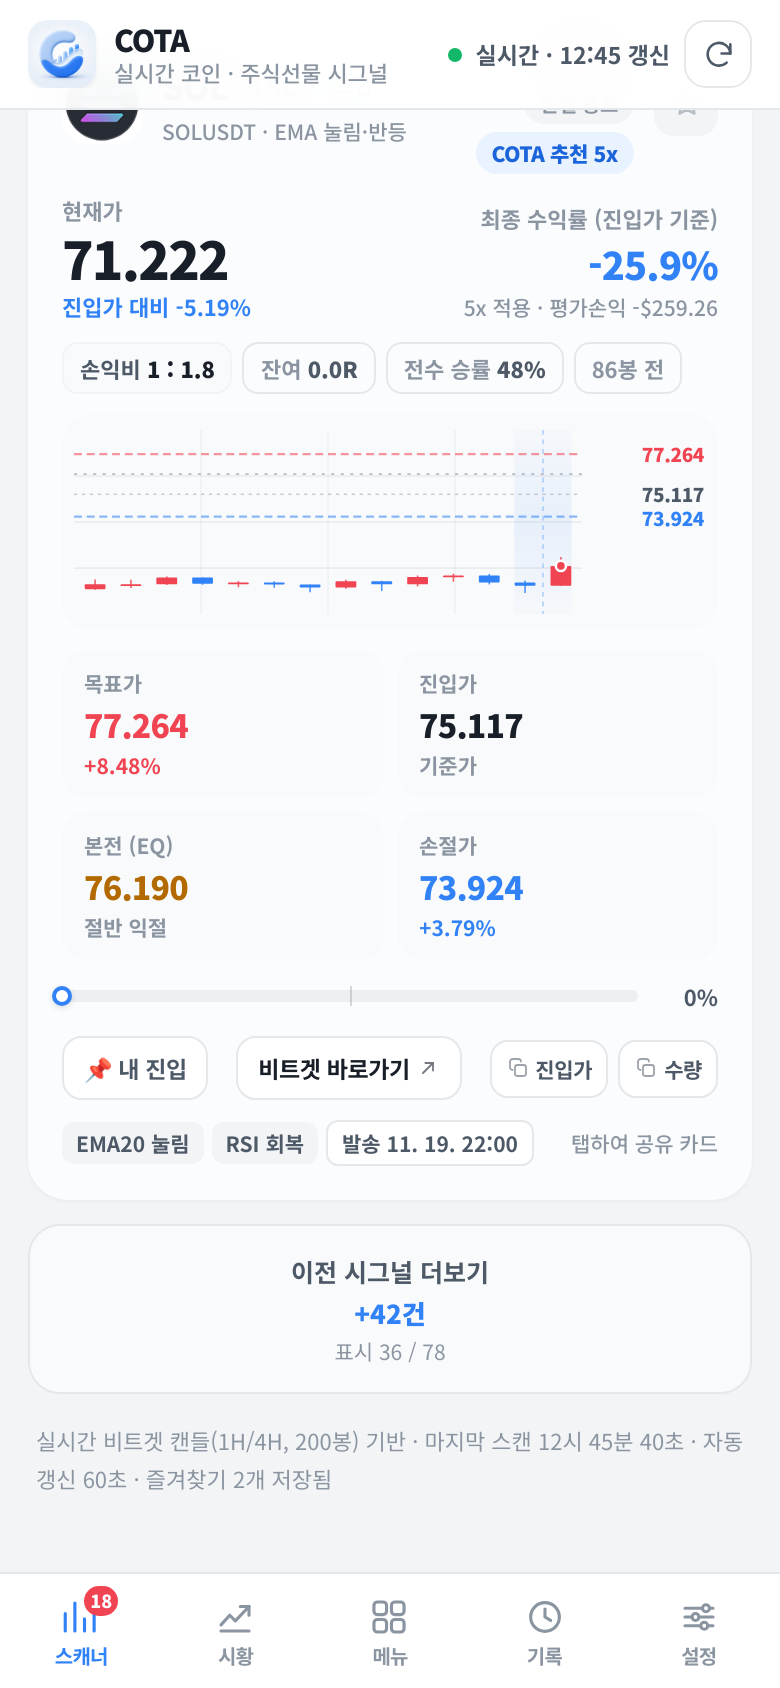 COTA
실시간 코인 · 주식선물 시그널
실시간 · 12:45 갱신
SOLUSDT · EMA 눌림·반등
COTA 추천 5x
현재가
71.222
진입가 대비 -5.19%
최종 수익률 (진입가 기준)
-25.9%
5x 적용 · 평가손익 -$259.26
손익비 1 : 1.8
잔여 0.0R
전수 승률 48%
86봉 전
77.264
75.117
73.924
목표가
77.264
+8.48%
진입가
75.117
기준가
본전 (EQ)
76.190
절반 익절
손절가
73.924
+3.79%
0%
📌 내 진입
비트겟 바로가기 ↗
진입가
수량
EMA20 눌림
RSI 회복
발송 11. 19. 22:00
탭하여 공유 카드
이전 시그널 더보기
+42건
표시 36 / 78
실시간 비트겟 캔들(1H/4H, 200봉) 기반 · 마지막 스캔 12시 45분 40초 · 자동
갱신 60초 · 즐겨찾기 2개 저장됨
18
스캐너
시황
메뉴
기록
설정